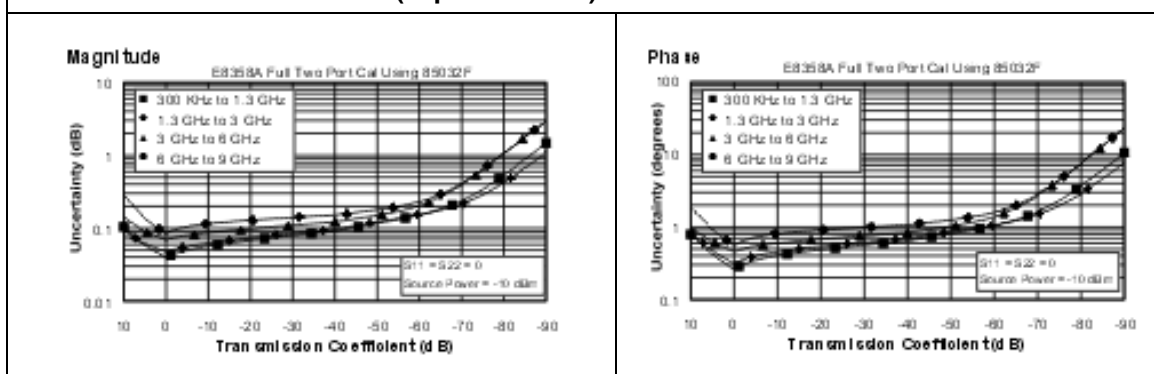 Magnitude
E8358A Full Two Port Cal Using 85032F
Uncertainty (dB)
10
1
0.1
0.01
300 KHz to 1.3 GHz
1.3 GHz to 3 GHz
3 GHz to 6 GHz
6 GHz to 9 GHz
S11 = S22 = 0
Source Power = -10 dBm
10 0 -10 -20 -30 -40 -50 -60 -70 -80 -90
Transmission Coefficient (dB)
Phase
E8358A Full Two Port Cal Using 85032F
Uncertainty (degrees)
100
10
1
0.1
300 KHz to 1.3 GHz
1.3 GHz to 3 GHz
3 GHz to 6 GHz
6 GHz to 9 GHz
S11 = S22 = 0
Source Power = -10 dBm
10 0 -10 -20 -30 -40 -50 -60 -70 -80 -90
Transmission Coefficient (dB)